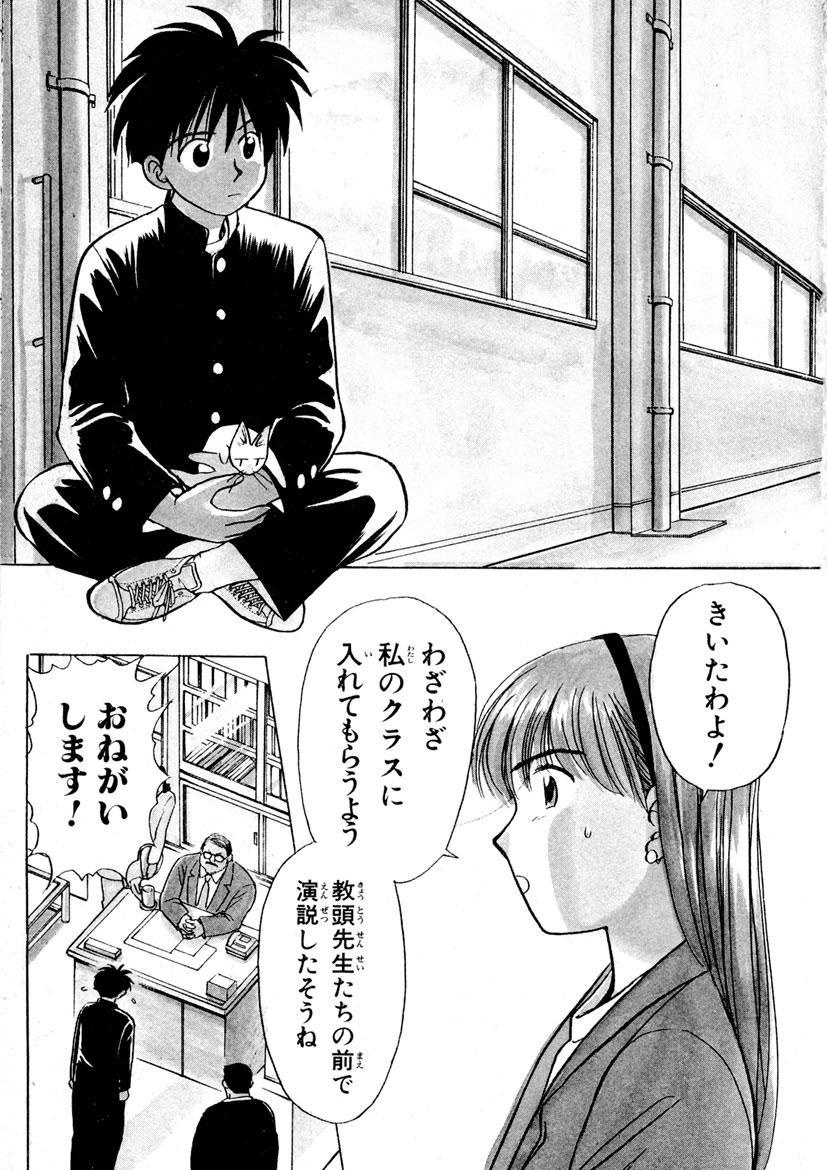 きいたわよ！
わざわざ
私のクラスに
入れてもらうよう
教頭先生たちの前で
演説したそうね
おねがい
します！